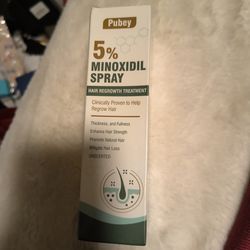 Pubey
5%
MINOXIDIL
SPRAY
HAIR REGROWTH TREATMENT
Clinically Proven to Help
Regrow Hair
Thickness, and Fullness
Enhance Hair Strength
Promote Natural Hair
Mitigate Hair Loss
UNSCENTED